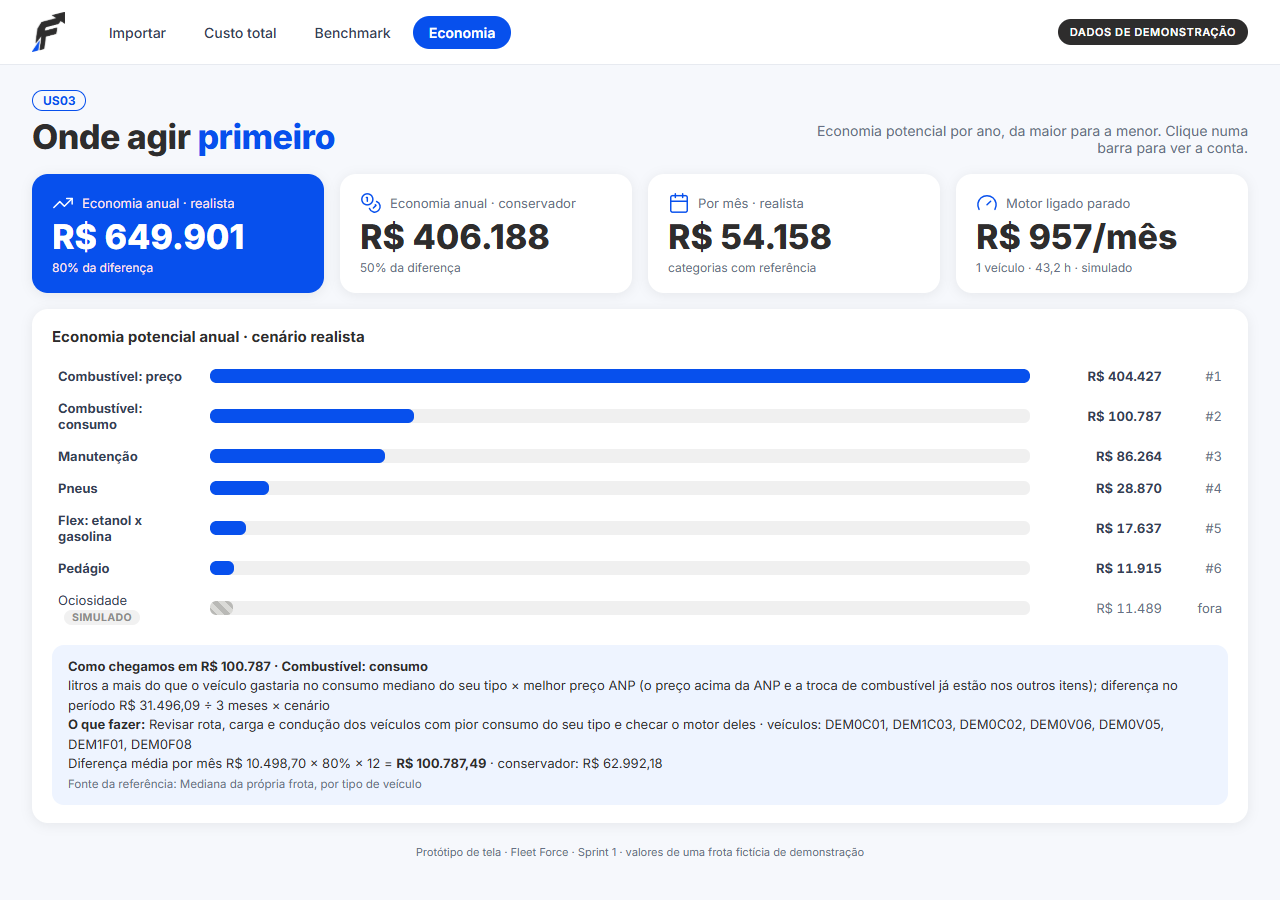 Importar
Custo total
Benchmark
Economia
DADOS DE DEMONSTRAÇÃO
US03
Onde agir primeiro
Economia potencial por ano, da maior para a menor. Clique numa
barra para ver a conta.
Economia anual · realista
R$ 649.901
80% da diferença
Economia anual · conservador
R$ 406.188
50% da diferença
Por mês · realista
R$ 54.158
categorias com referência
Motor ligado parado
R$ 957/mês
1 veículo · 43,2 h · simulado
Economia potencial anual · cenário realista
Combustível: preço R$ 404.427 #1
Combustível:
consumo R$ 100.787 #2
Manutenção R$ 86.264 #3
Pneus R$ 28.870 #4
Flex: etanol x
gasolina R$ 17.637 #5
Pedágio R$ 11.915 #6
Ociosidade
SIMULADO R$ 11.489 fora
Como chegamos em R$ 100.787 · Combustível: consumo
litros a mais do que o veículo gastaria no consumo mediano do seu tipo × melhor preço ANP (o preço acima da ANP e a troca de combustível já estão nos outros itens); diferença no
período R$ 31.496,09 ÷ 3 meses × cenário
O que fazer: Revisar rota, carga e condução dos veículos com pior consumo do seu tipo e checar o motor deles · veículos: DEM0C01, DEM1C03, DEM0C02, DEM0V06, DEM0V05,
DEM1F01, DEM0F08
Diferença média por mês R$ 10.498,70 × 80% × 12 = R$ 100.787,49 · conservador: R$ 62.992,18
Fonte da referência: Mediana da própria frota, por tipo de veículo
Protótipo de tela · Fleet Force · Sprint 1 · valores de uma frota fictícia de demonstração